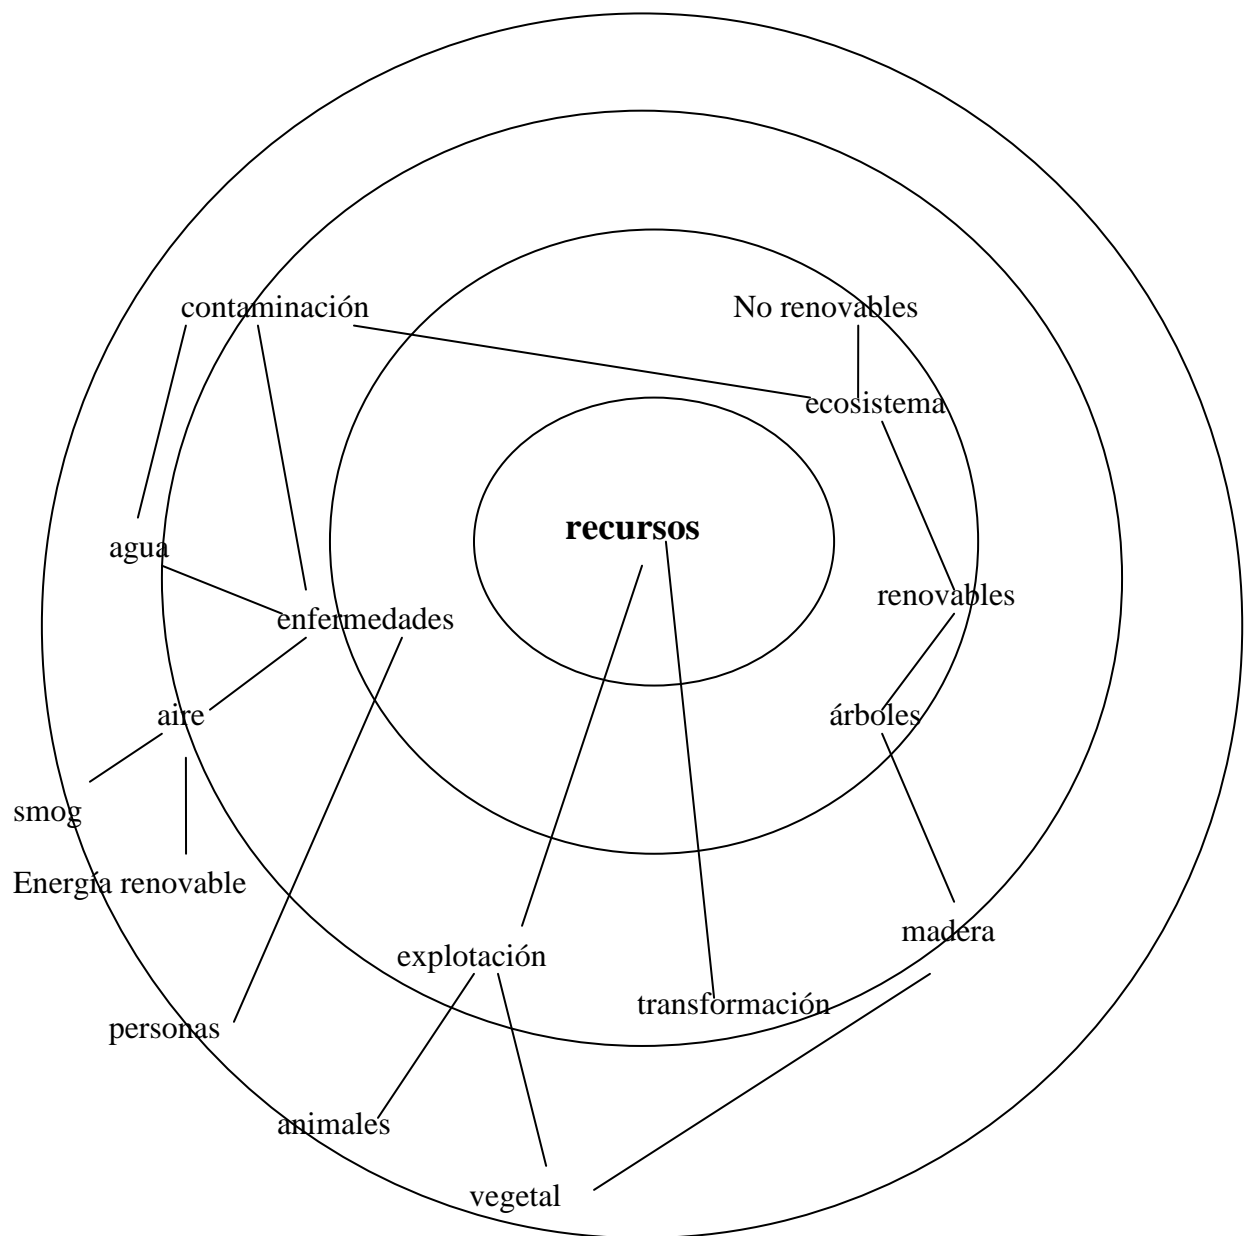 contaminación
No renovables
ecosistema
recursos
agua
renovables
enfermedades
aire
árboles
smog
Energía renovable
madera
explotación
transformación
personas
animales
vegetal